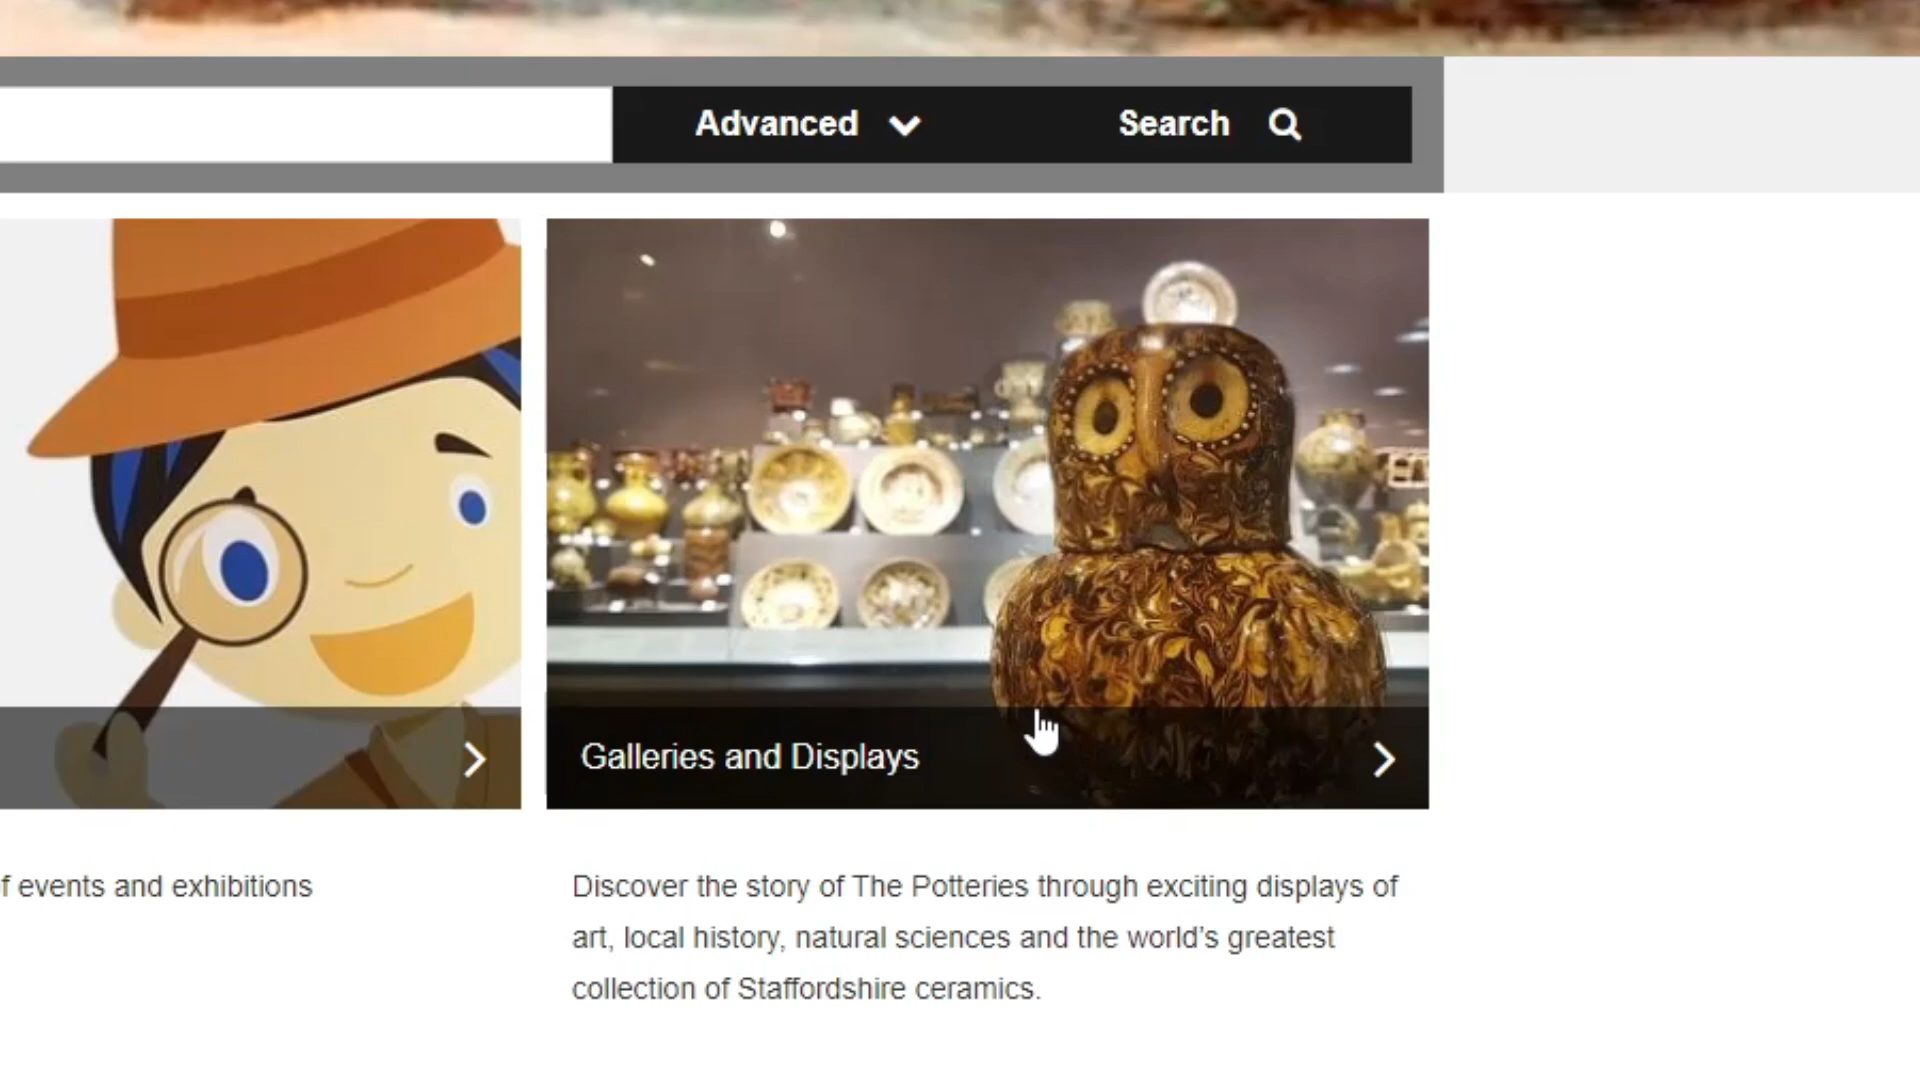 Advanced
Search
Galleries and Displays
f events and exhibitions
Discover the story of The Potteries through exciting displays of
art, local history, natural sciences and the world's greatest
collection of Staffordshire ceramics.